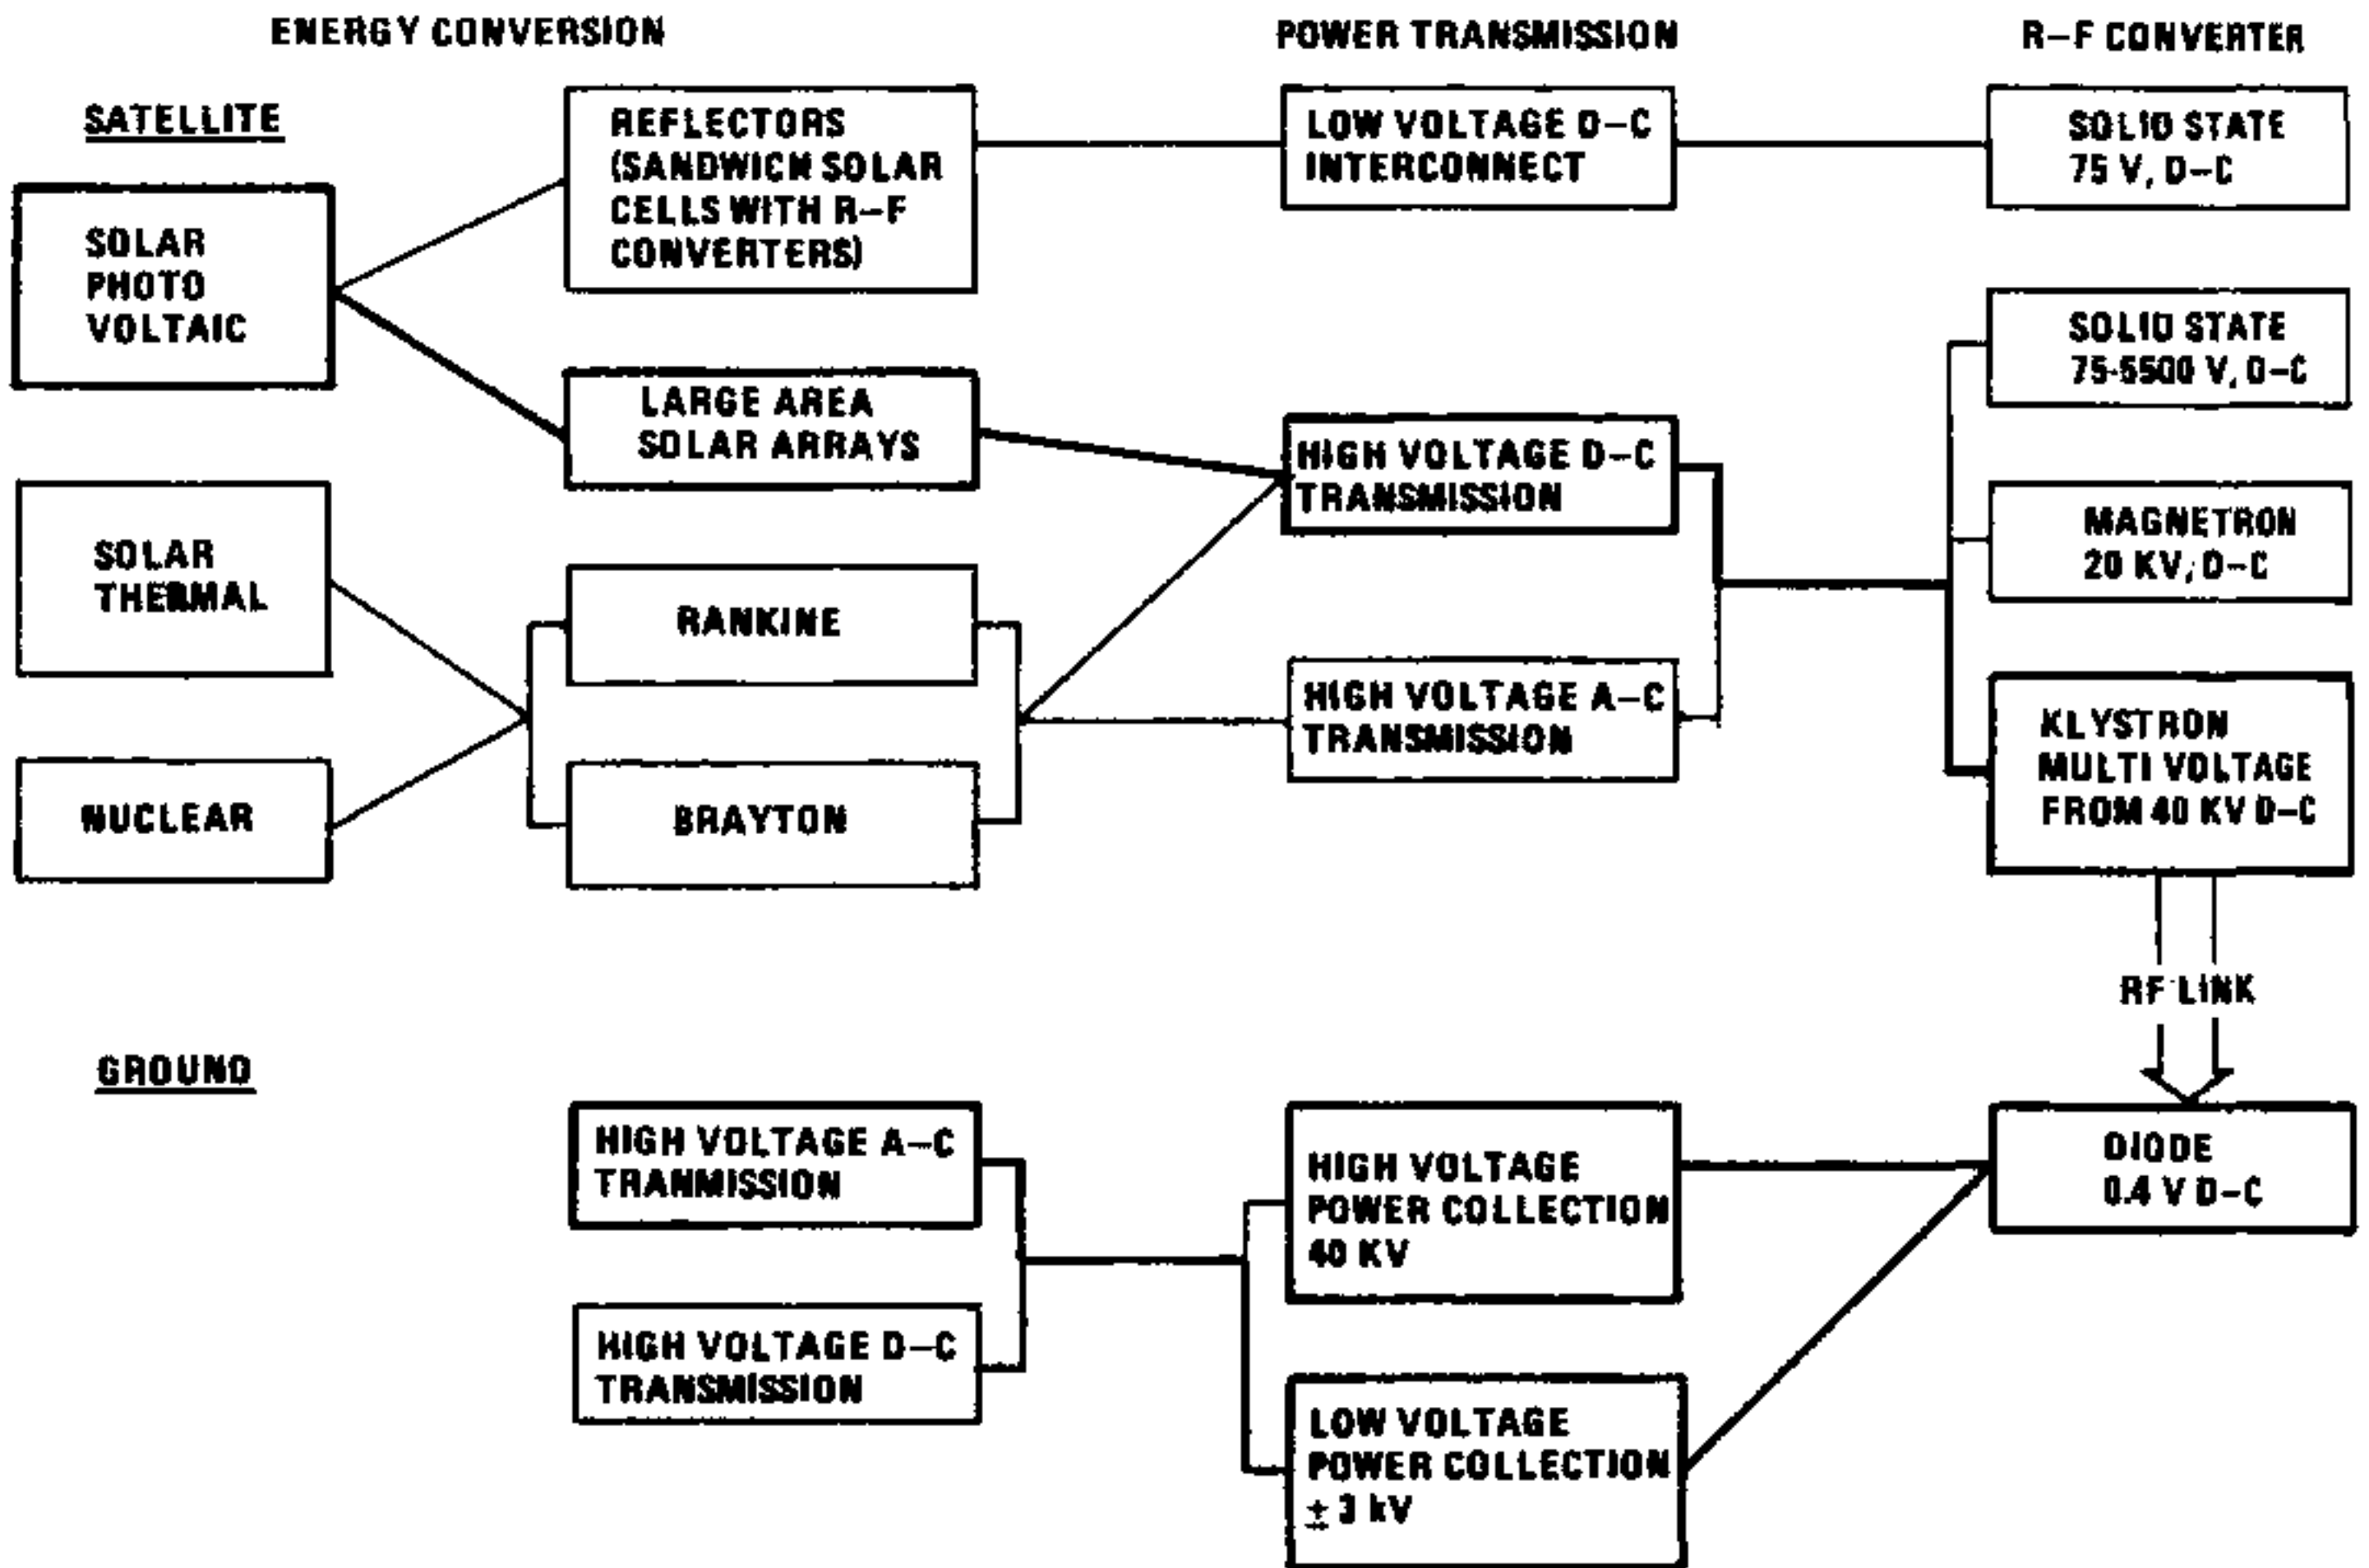 ENERGY CONVERSION
POWER TRANSMISSION
R-F CONVERTER
SATELLITE
SOLAR
PHOTO
VOLTAIC
REFLECTORS
(SANDWICH SOLAR
CELLS WITH R-F
CONVERTERS)
LOW VOLTAGE D-C
INTERCONNECT
SOLID STATE
75 V, D-C
SOLID STATE
75-5500 V, D-C
LARGE AREA
SOLAR ARRAYS
HIGH VOLTAGE D-C
TRANSMISSION
SOLAR
THERMAL
MAGNETRON
20 KV, D-C
RANKINE
HIGH VOLTAGE A-C
TRANSMISSION
KLYSTRON
MULTI VOLTAGE
FROM 40 KV D-C
NUCLEAR
BRAYTON
RF LINK
GROUND
HIGH VOLTAGE A-C
TRANMISSION
HIGH VOLTAGE
POWER COLLECTION
40 KV
DIODE
0.4 V D-C
HIGH VOLTAGE D-C
TRANSMISSION
LOW VOLTAGE
POWER COLLECTION
± 3 kV